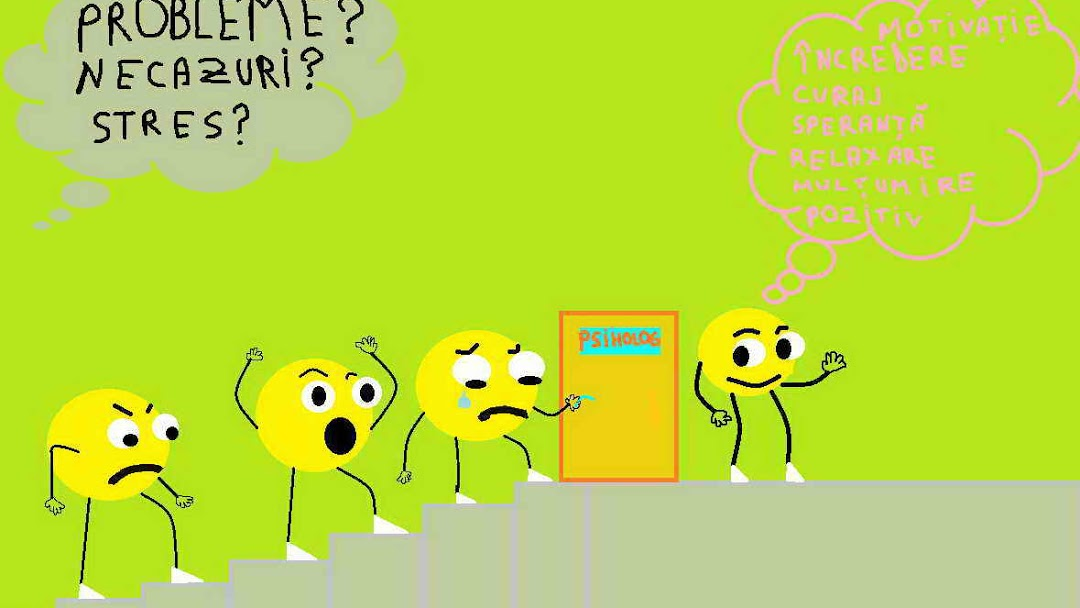 PROBLEME?
NECAZURI?
STRES?
MOTIVAȚIE
ÎNCREDERE
CURAJ
SPERANȚĂ
RELAXARE
MULȚUMIRE
POZITIV
PSIHOLOG